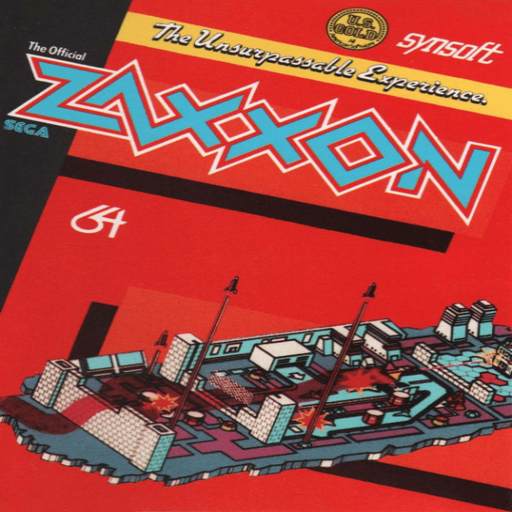 U.S.
GOLD
synsoft
The Unsurpassable Experience.
The Official
ZAXXON
SEGA
64